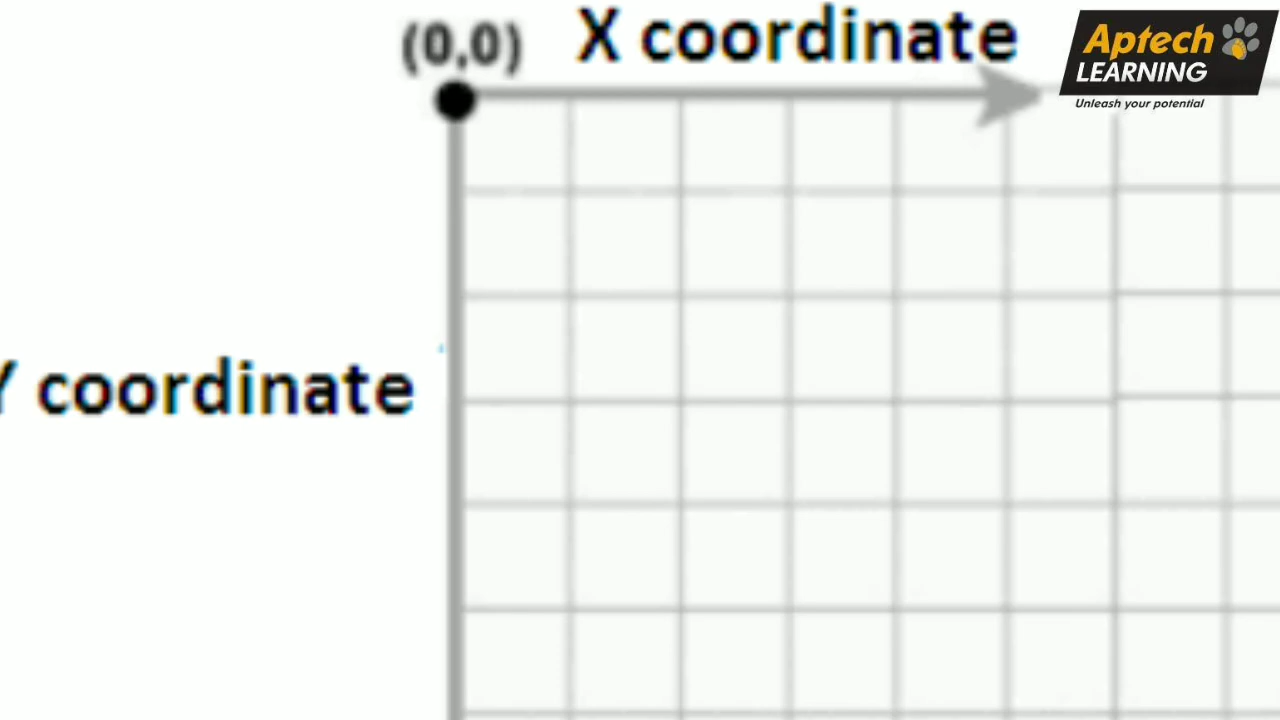 (0,0) X coordinate
Aptech
LEARNING
Unleash your potential
Y coordinate